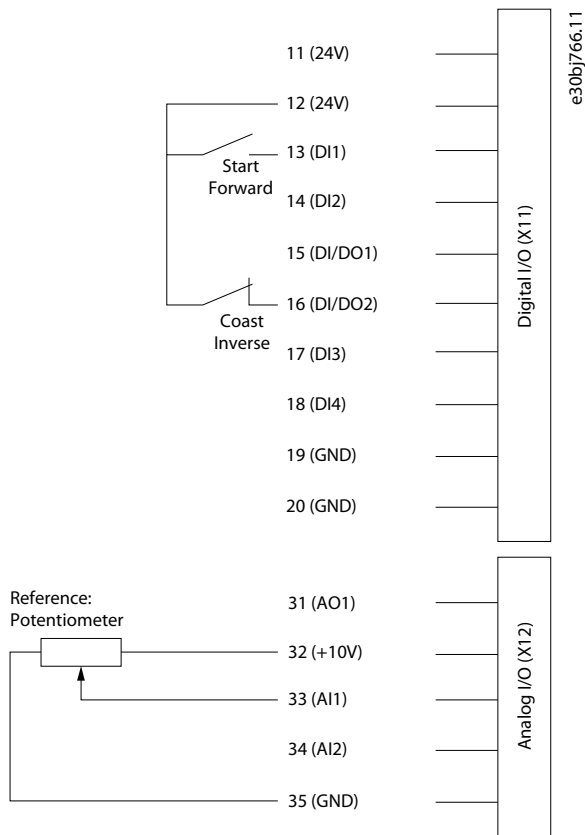 e30bj766.11
11 (24V)
12 (24V)
13 (DI1)
Start
Forward
14 (DI2)
15 (DI/DO1)
16 (DI/DO2)
Coast
Inverse
17 (DI3)
18 (DI4)
19 (GND)
20 (GND)
Digital I/O (X11)
Reference:
Potentiometer
31 (AO1)
32 (+10V)
33 (AI1)
34 (AI2)
35 (GND)
Analog I/O (X12)